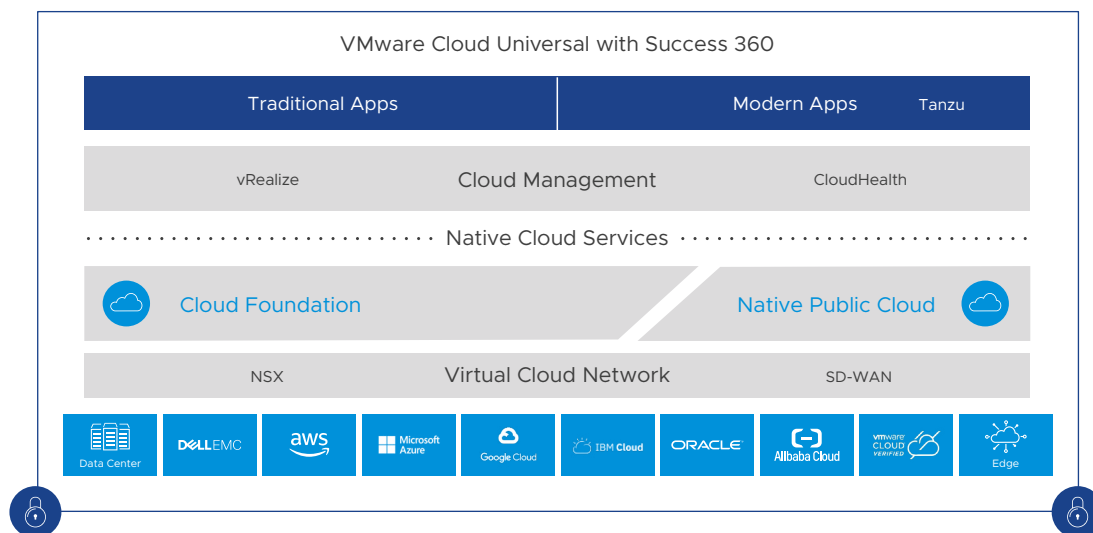 VMware Cloud Universal with Success 360
Traditional Apps
Modern Apps
Tanzu
vRealize
Cloud Management
CloudHealth
Native Cloud Services
Cloud Foundation
Native Public Cloud
NSX
Virtual Cloud Network
SD-WAN
Data Center
DELLEMC
aws
Microsoft
Azure
Google Cloud
IBM Cloud
ORACLE
Alibaba Cloud
vmware
CLOUD
VERIFIED
Edge